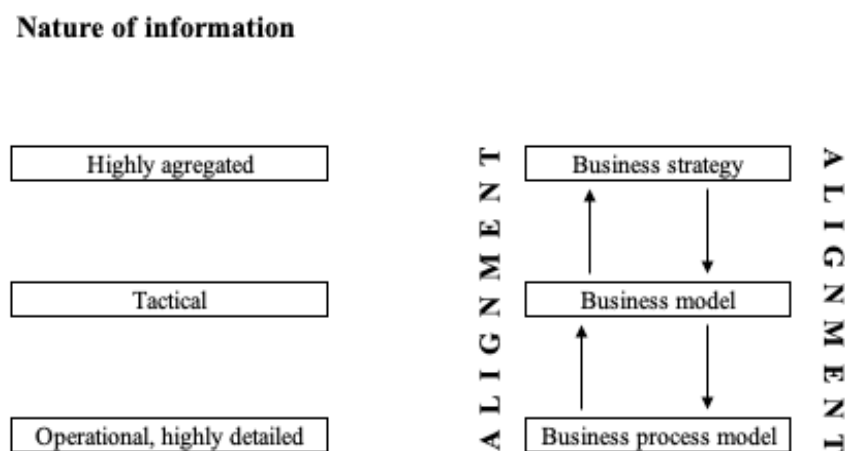 Nature of information
Highly agregated
Business strategy
Tactical
Business model
Operational, highly detailed
Business process model
ALIGNMENT
ALIGNMENT